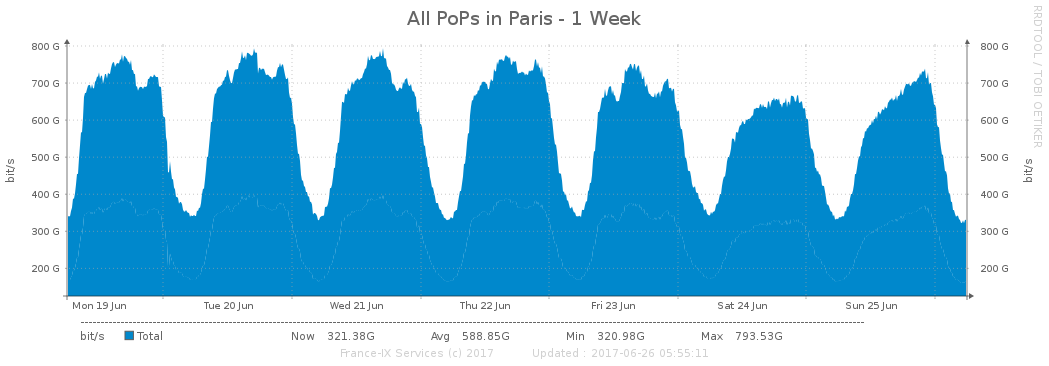 All PoPs in Paris - 1 Week
RRDTOOL / TOBI OETIKER
bit/s
800 G 800 G
700 G 700 G
600 G 600 G
500 G 500 G
400 G 400 G
300 G 300 G
200 G 200 G
bit/s
Mon 19 Jun Tue 20 Jun Wed 21 Jun Thu 22 Jun Fri 23 Jun Sat 24 Jun Sun 25 Jun
bit/s Total Now 321.38G Avg 588.85G Min 320.98G Max 793.53G
France-IX Services (c) 2017 Updated : 2017-06-26 05:55:11